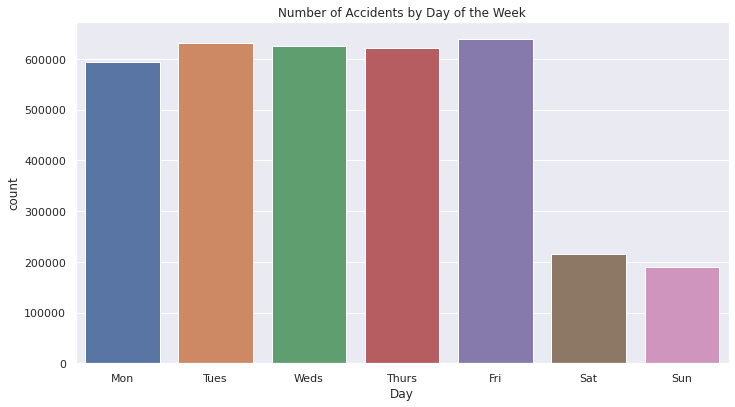 Number of Accidents by Day of the Week
600000
500000
400000
300000
200000
100000
0
count
Mon Tues Weds Thurs Fri Sat Sun
Day